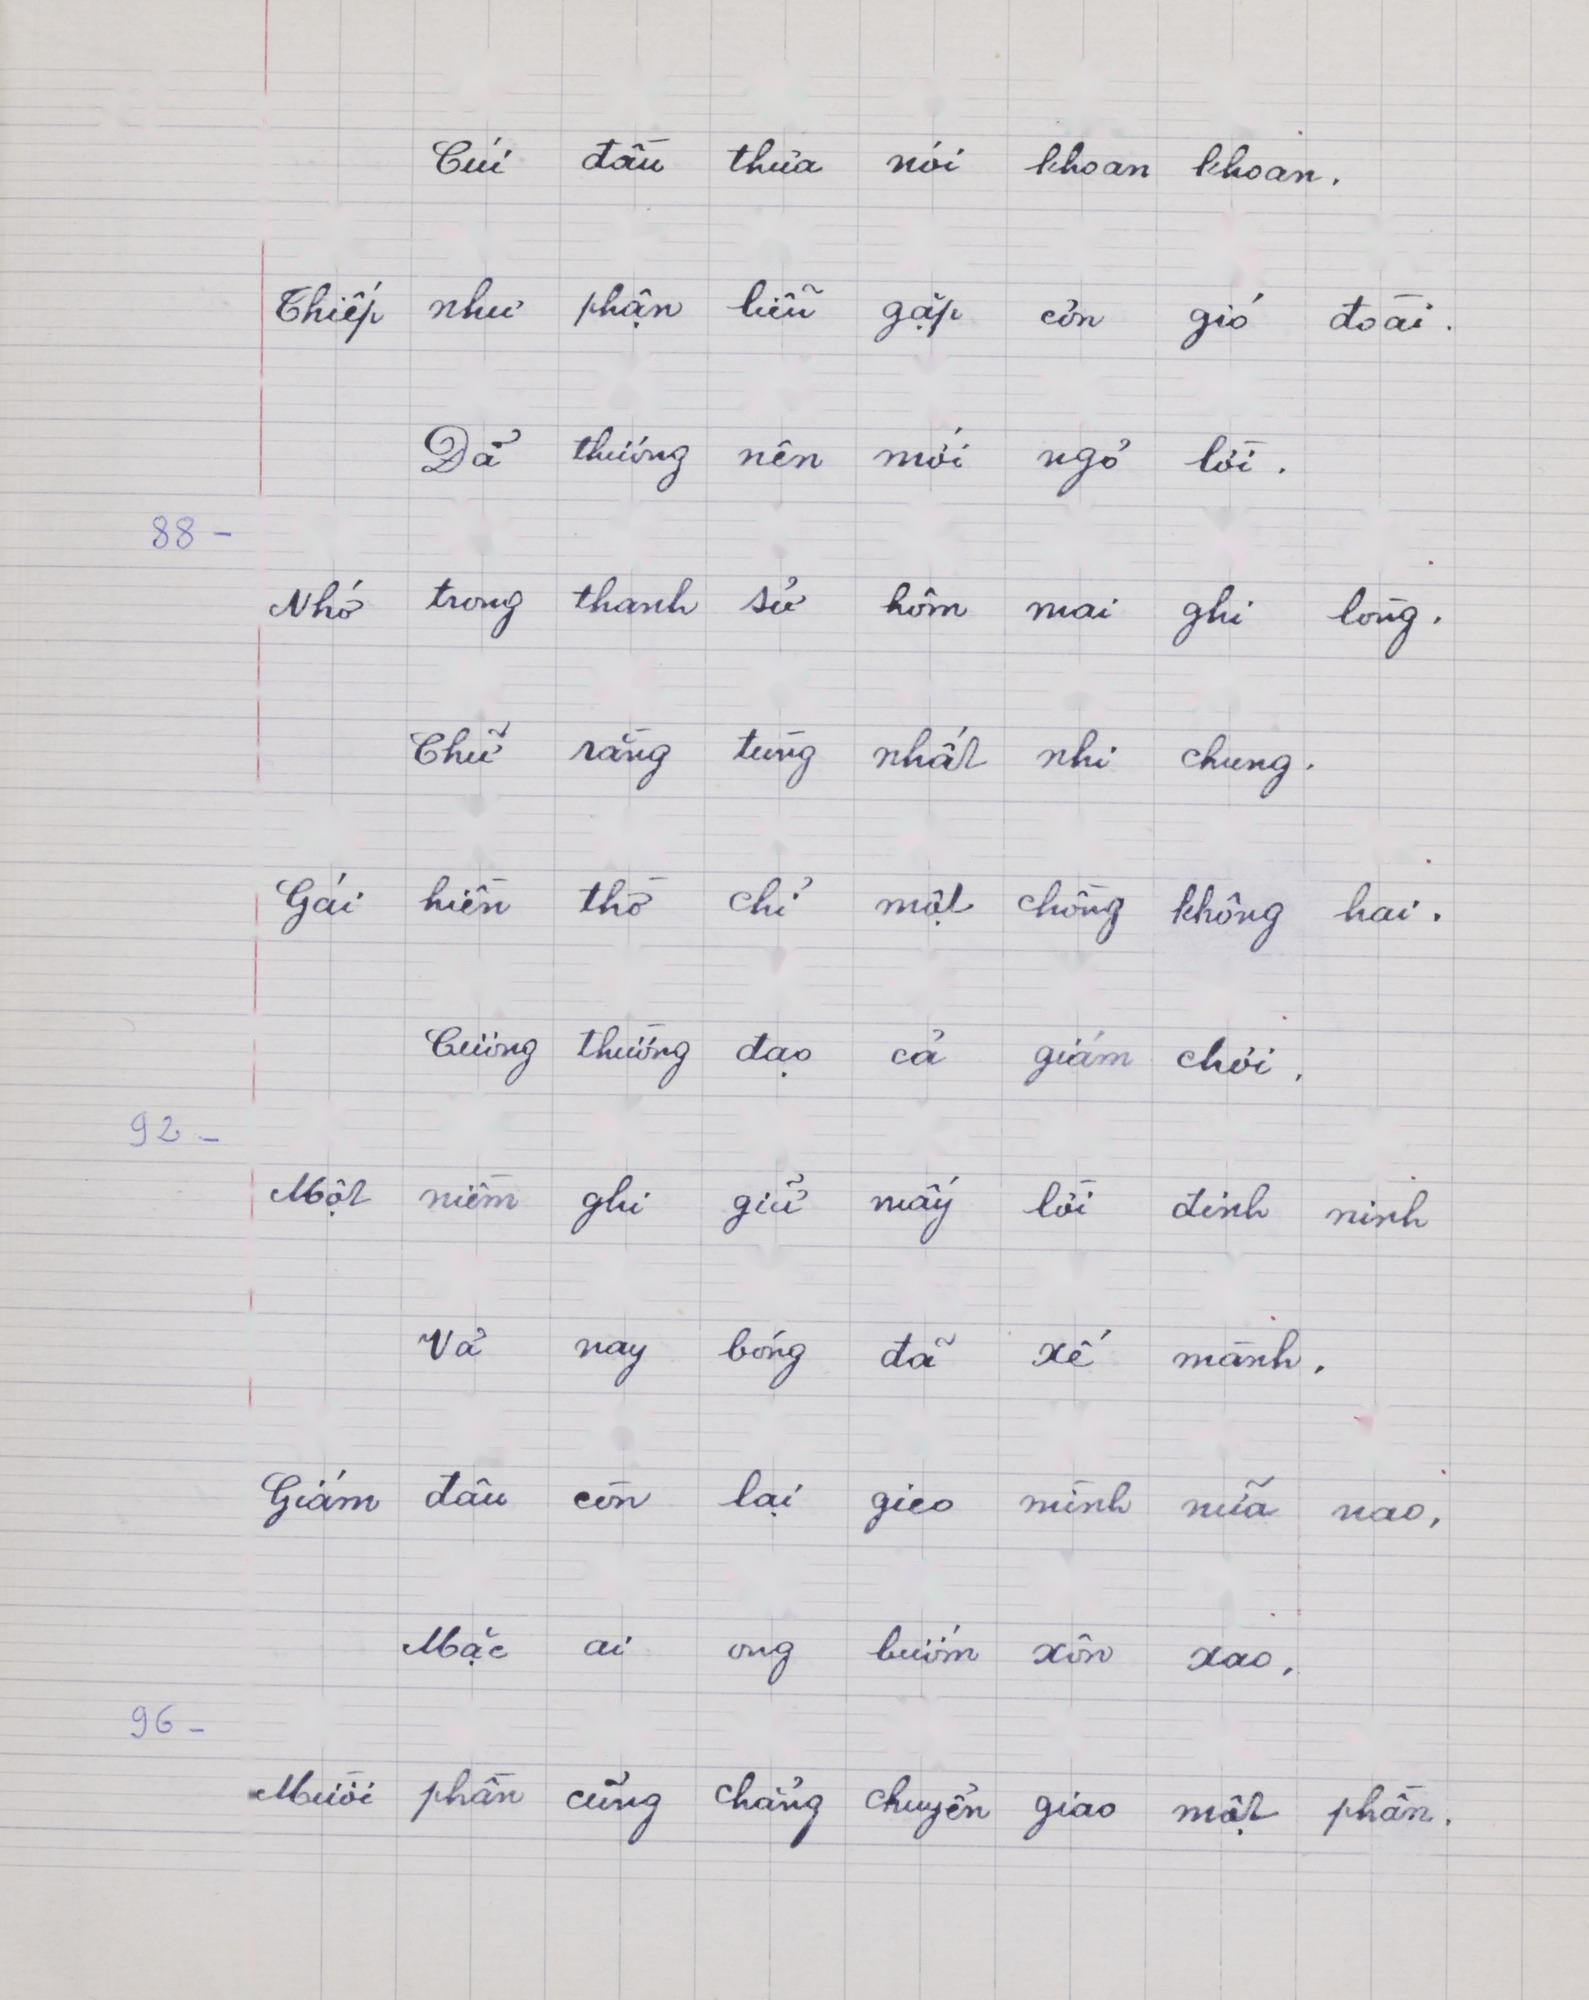 Cúi đầu thưa nói khoan khoan.
Thiếp như phận liễu gặp cơn gió đoài.
Dả thương nên mới ngỏ lời.
88 -
Nhớ trong thanh sử hôm mai ghi lòng.
Chữ rằng tùng nhất nhi chung.
Gái hiền thờ chỉ một chồng không hai.
Cương thường đạo cả giám chơi,
92 -
Một niềm ghi giữ mấy lời đinh ninh
Vả nay bóng đã xế mành,
Giám đâu còn lại gieo mình nữa nao,
Mặc ai ong bướm xôn xao,
96 -
Mười phần cũng chẳng chuyển giao một phần.